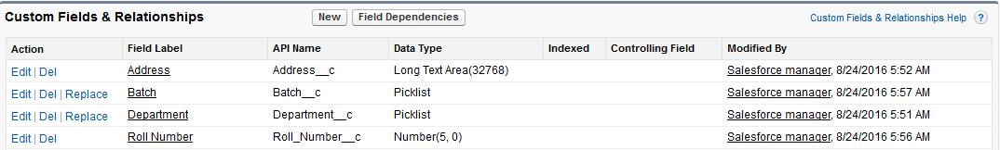 Custom Fields & Relationships New Field Dependencies Custom Fields & Relationships Help ?
Action Field Label API Name Data Type Indexed Controlling Field Modified By
Edit | Del Address Address__c Long Text Area(32768) Salesforce manager, 8/24/2016 5:52 AM
Edit | Del | Replace Batch Batch__c Picklist Salesforce manager, 8/24/2016 5:57 AM
Edit | Del | Replace Department Department__c Picklist Salesforce manager, 8/24/2016 5:51 AM
Edit | Del Roll Number Roll_Number__c Number(5, 0) Salesforce manager, 8/24/2016 5:56 AM